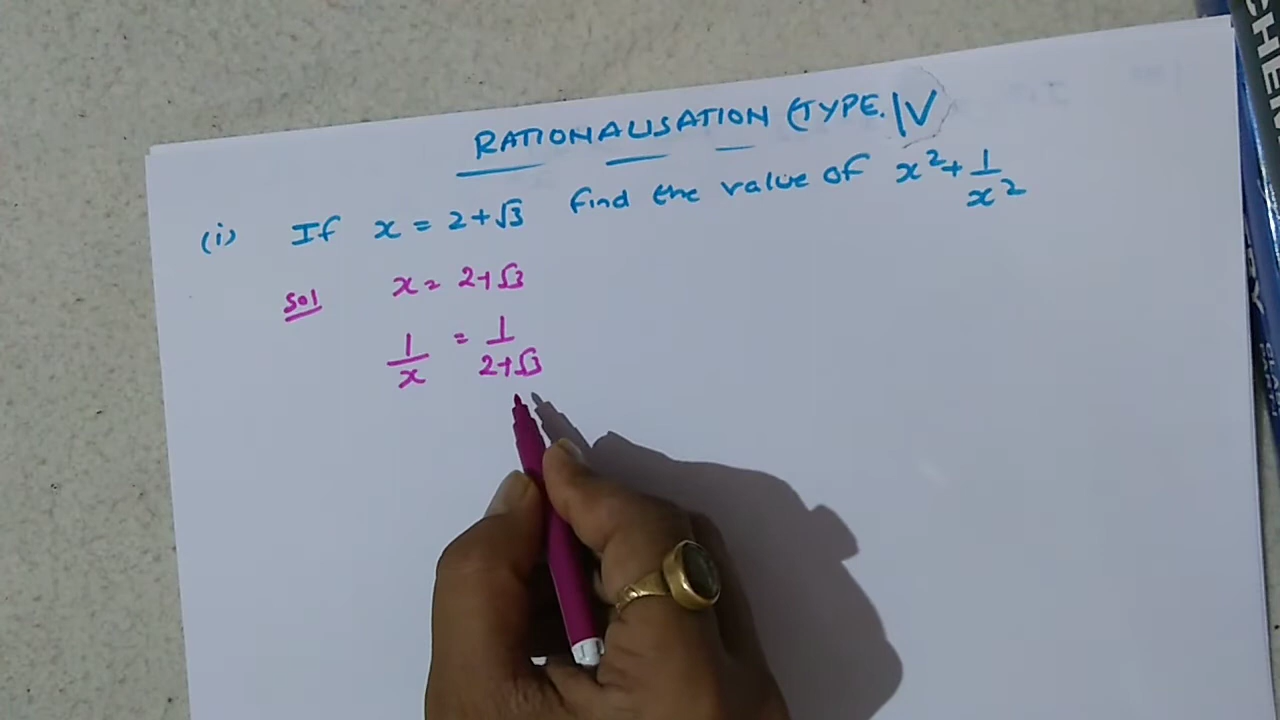 RATIONALISATION (TYPE. IV
(i) If x = 2+√3 find the value of x²+1/x²
Sol x = 2+√3
1/x = 1/2+√3